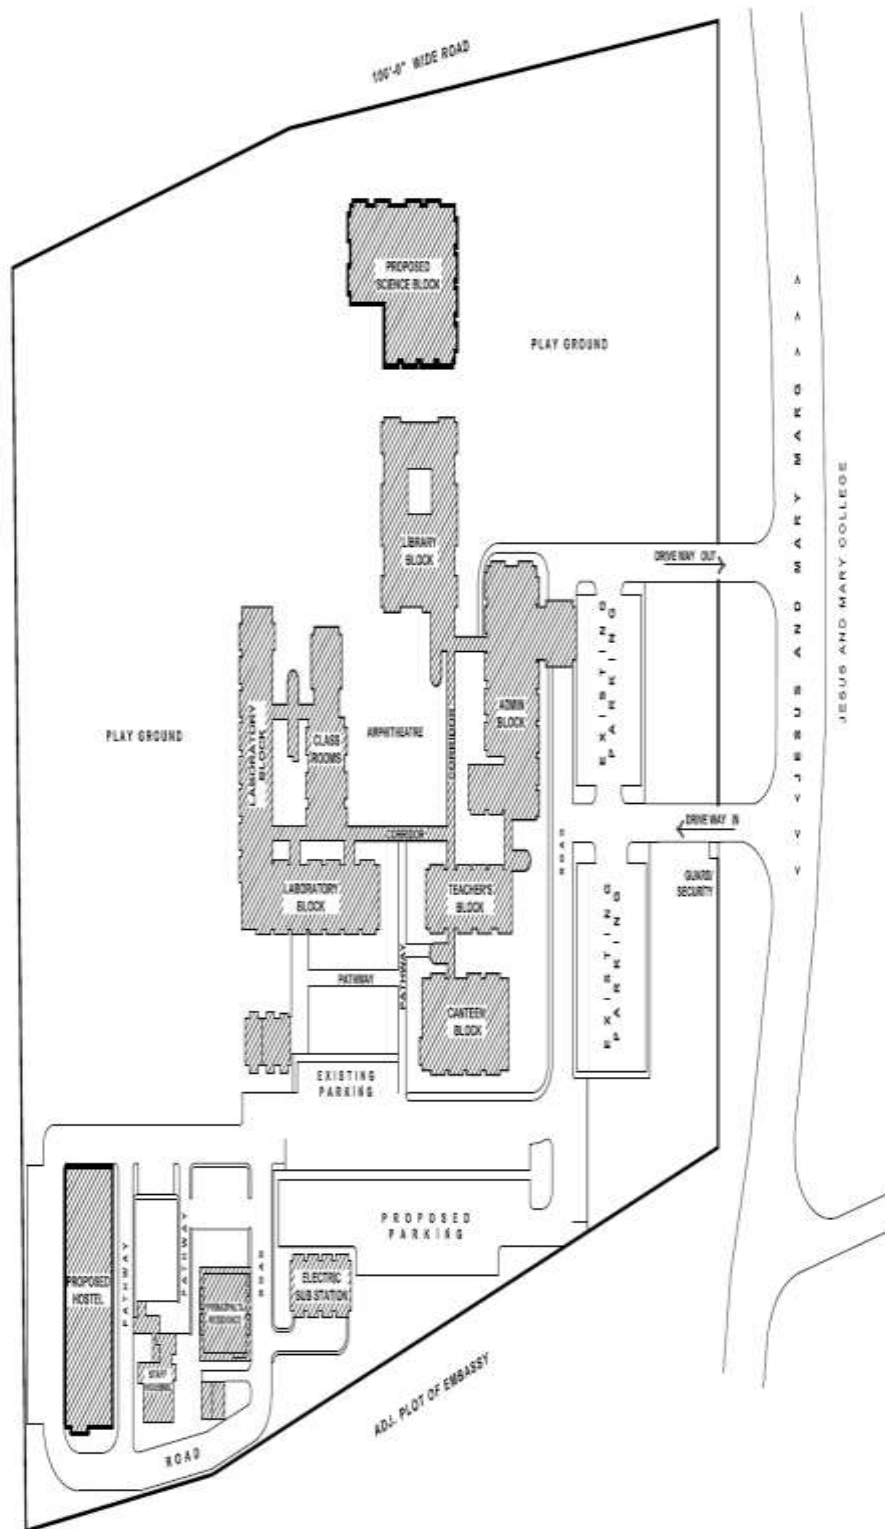 100'-0" WIDE ROAD
PROPOSED
SCIENCE BLOCK
PLAY GROUND
JESUS AND MARY MARG
JESUS AND MARY COLLEGE
LIBRARY
BLOCK
DRIVE WAY OUT
EXISTING
PARKING
ADMIN
BLOCK
PLAY GROUND
LABORATORY
BLOCK
CLASS
ROOMS
AMPHITHEATRE
CORRIDOR
CORRIDOR
DRIVE WAY IN
ROAD
LABORATORY
BLOCK
TEACHER'S
BLOCK
GUARD/
SECURITY
EXISTING
PARKING
PATHWAY
PATHWAY
CANTEEN
BLOCK
EXISTING
PARKING
PROPOSED
PARKING
PROPOSED
HOSTEL
PATHWAY
PATHWAY
ROAD
ELECTRIC
SUB STATION
PRINCIPAL'S
RESIDENCE
STAFF
ROAD
ADJ. PLOT OF EMBASSY